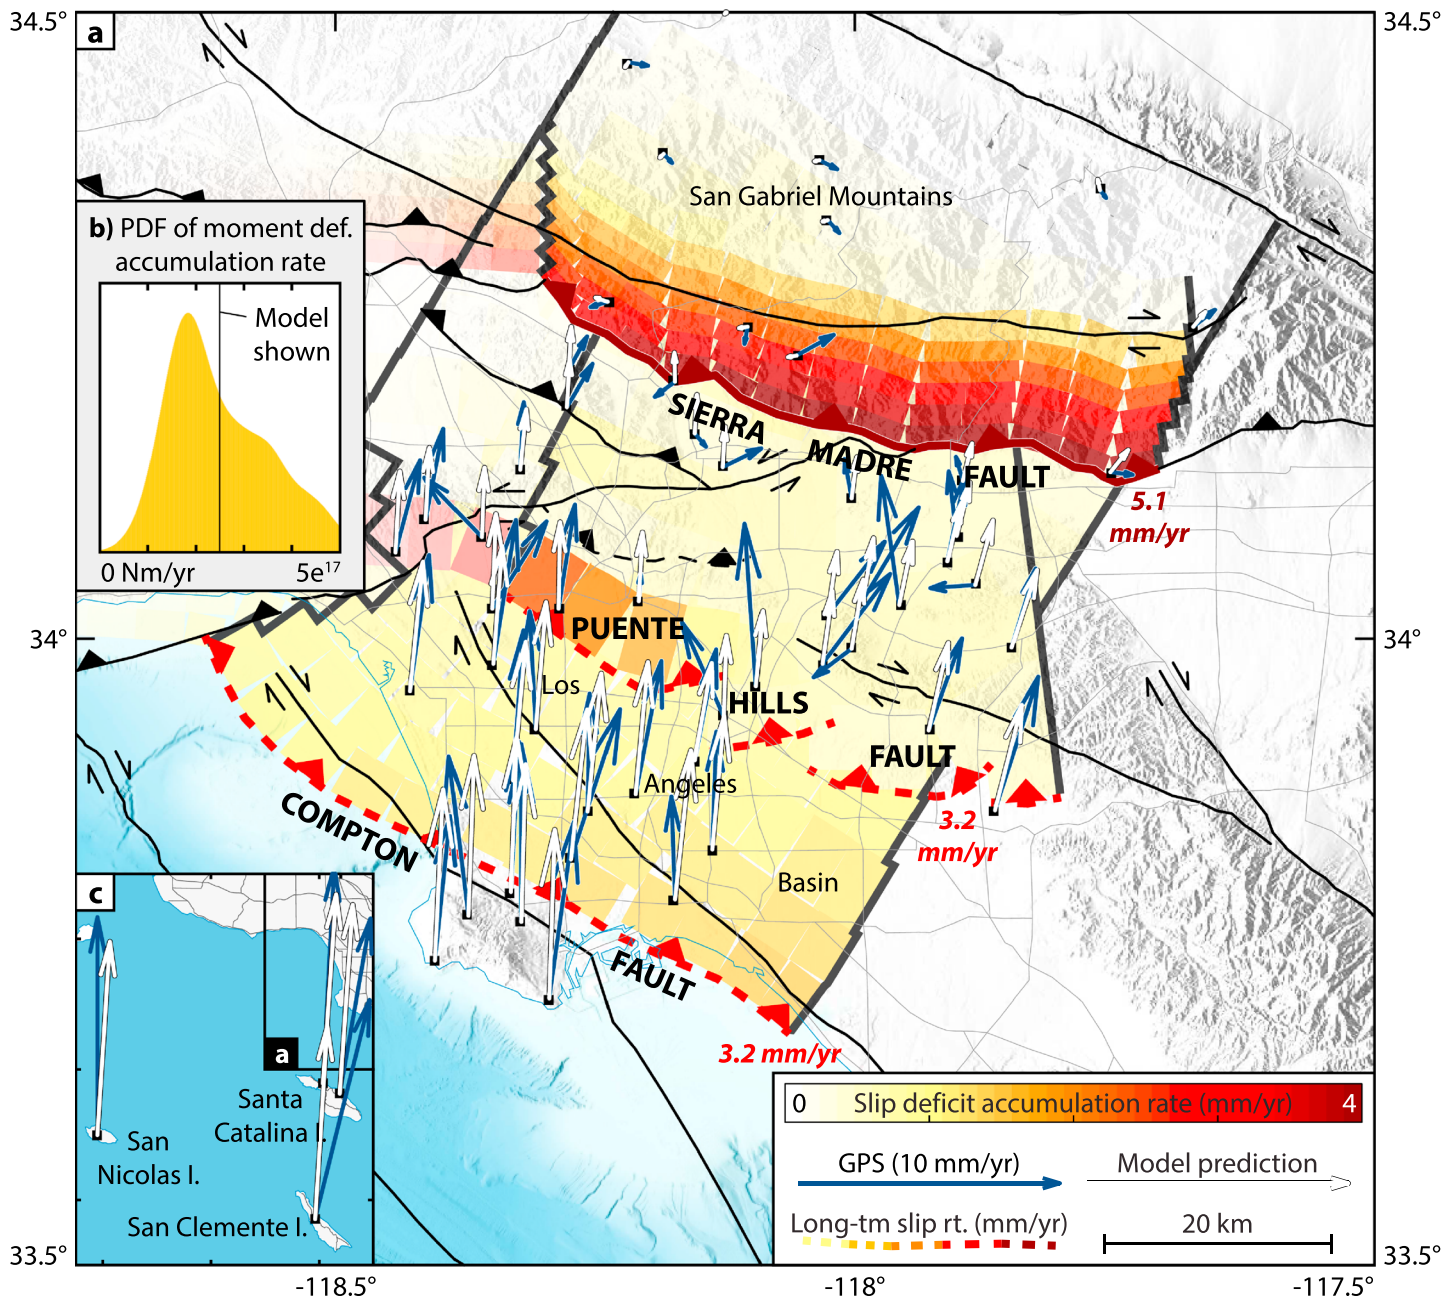 34.5°
34.5°
a
San Gabriel Mountains
b) PDF of moment def.
accumulation rate
Model
shown
0 Nm/yr
5e17
SIERRA
MADRE
FAULT
5.1
mm/yr
34°
34°
PUENTE
Los
HILLS
FAULT
Angeles
COMPTON
3.2
mm/yr
Basin
c
FAULT
3.2 mm/yr
a
Santa
Catalina I.
San
Nicolas I.
San Clemente I.
0 Slip deficit accumulation rate (mm/yr) 4
GPS (10 mm/yr)
Model prediction
Long-tm slip rt. (mm/yr)
20 km
33.5°
33.5°
-118.5°
-118°
-117.5°